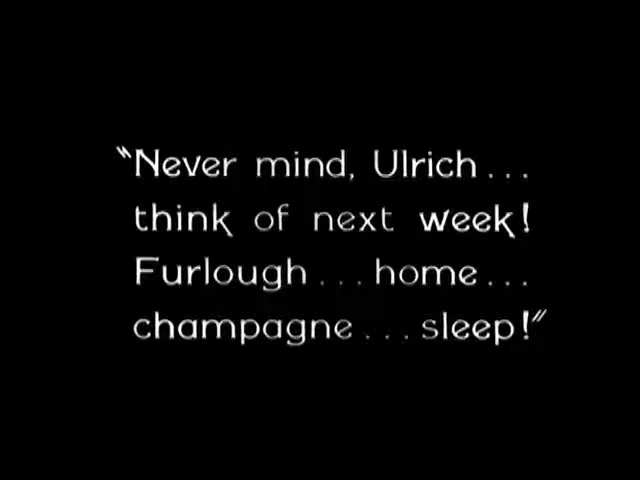 "Never mind, Ulrich...
think of next week!
Furlough...home...
champagne...sleep!"